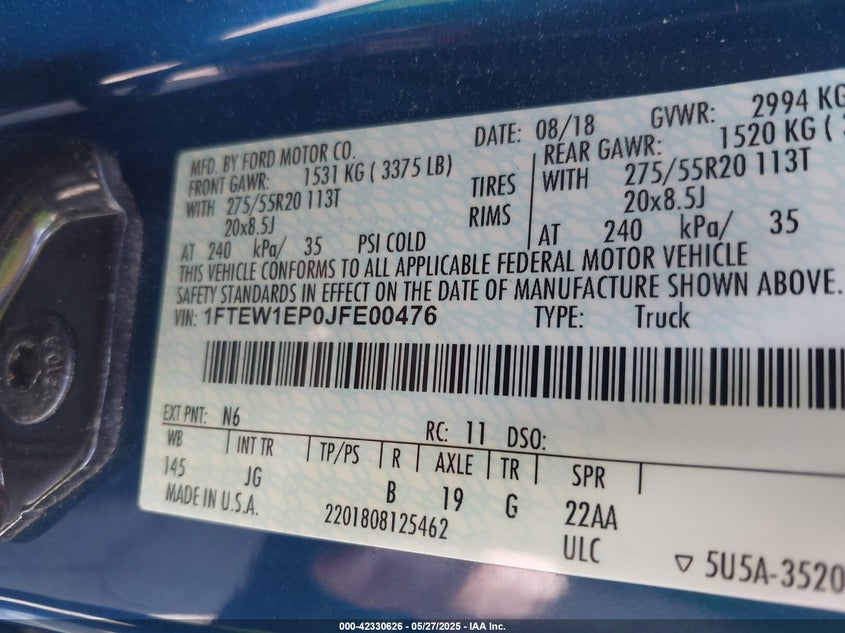 MFD. BY FORD MOTOR CO. DATE: 08/18 GVWR: 2994 KG
FRONT GAWR: 1531 KG ( 3375 LB) REAR GAWR: 1520 KG (
WITH 275/55R20 113T TIRES WITH 275/55R20 113T
20x8.5J RIMS 20x8.5J
AT 240 kPa/ 35 PSI COLD AT 240 kPa/ 35
THIS VEHICLE CONFORMS TO ALL APPLICABLE FEDERAL MOTOR VEHICLE
SAFETY STANDARDS IN EFFECT ON THE DATE OF MANUFACTURE SHOWN ABOVE.
VIN: 1FTEW1EP0JFE00476 TYPE: Truck
EXT PNT: N6 RC: 11 DSO:
WB INT TR TP/PS R AXLE TR SPR
145 JG B 19 G 22AA
MADE IN U.S.A. 2201808125462 ULC
▽ 5U5A-3520
000-42330626 - 05/27/2025 - IAA Inc.